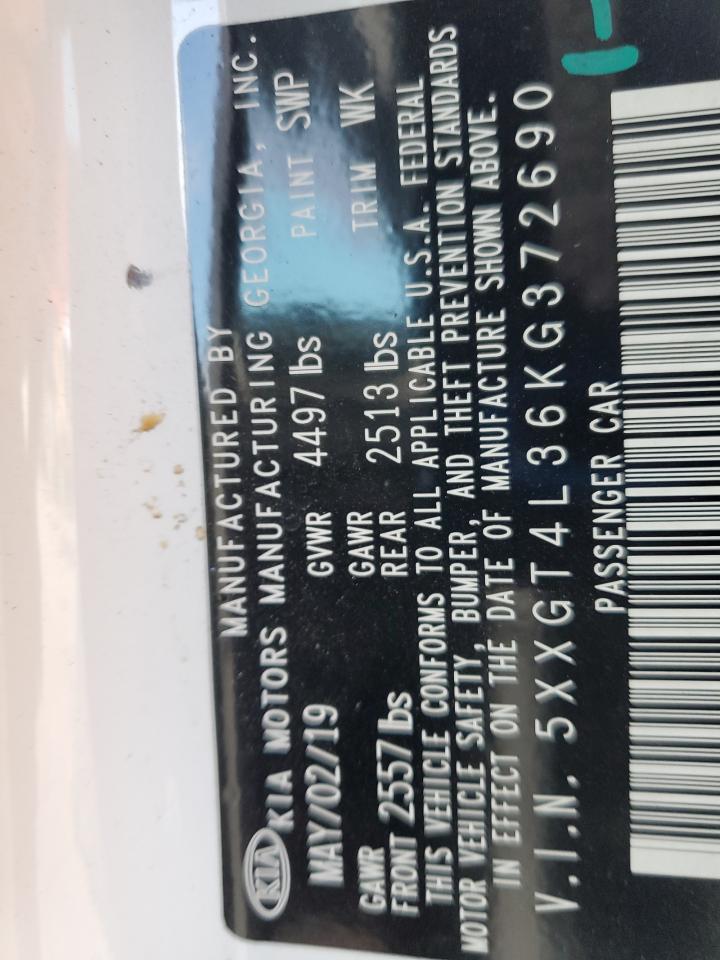 MANUFACTURED BY
KIA KIA MOTORS MANUFACTURING GEORGIA, INC.
MAY/02/19 GVWR 4497 lbs PAINT SWP
GAWR FRONT 2557 lbs GAWR REAR 2513 lbs TRIM WK
THIS VEHICLE CONFORMS TO ALL APPLICABLE U.S.A. FEDERAL
MOTOR VEHICLE SAFETY, BUMPER, AND THEFT PREVENTION STANDARDS
IN EFFECT ON THE DATE OF MANUFACTURE SHOWN ABOVE.
V.I.N. 5XXGT4L36KG372690
PASSENGER CAR